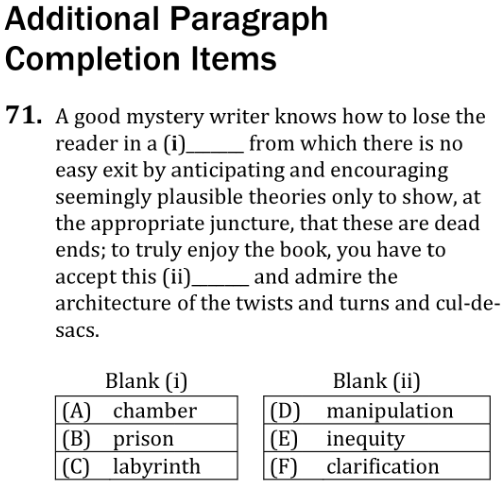 Additional Paragraph
Completion Items
71. A good mystery writer knows how to lose the
reader in a (i)______ from which there is no
easy exit by anticipating and encouraging
seemingly plausible theories only to show, at
the appropriate juncture, that these are dead
ends; to truly enjoy the book, you have to
accept this (ii)______ and admire the
architecture of the twists and turns and cul-de-
sacs.
Blank (i) Blank (ii)
(A) chamber (D) manipulation
(B) prison (E) inequity
(C) labyrinth (F) clarification